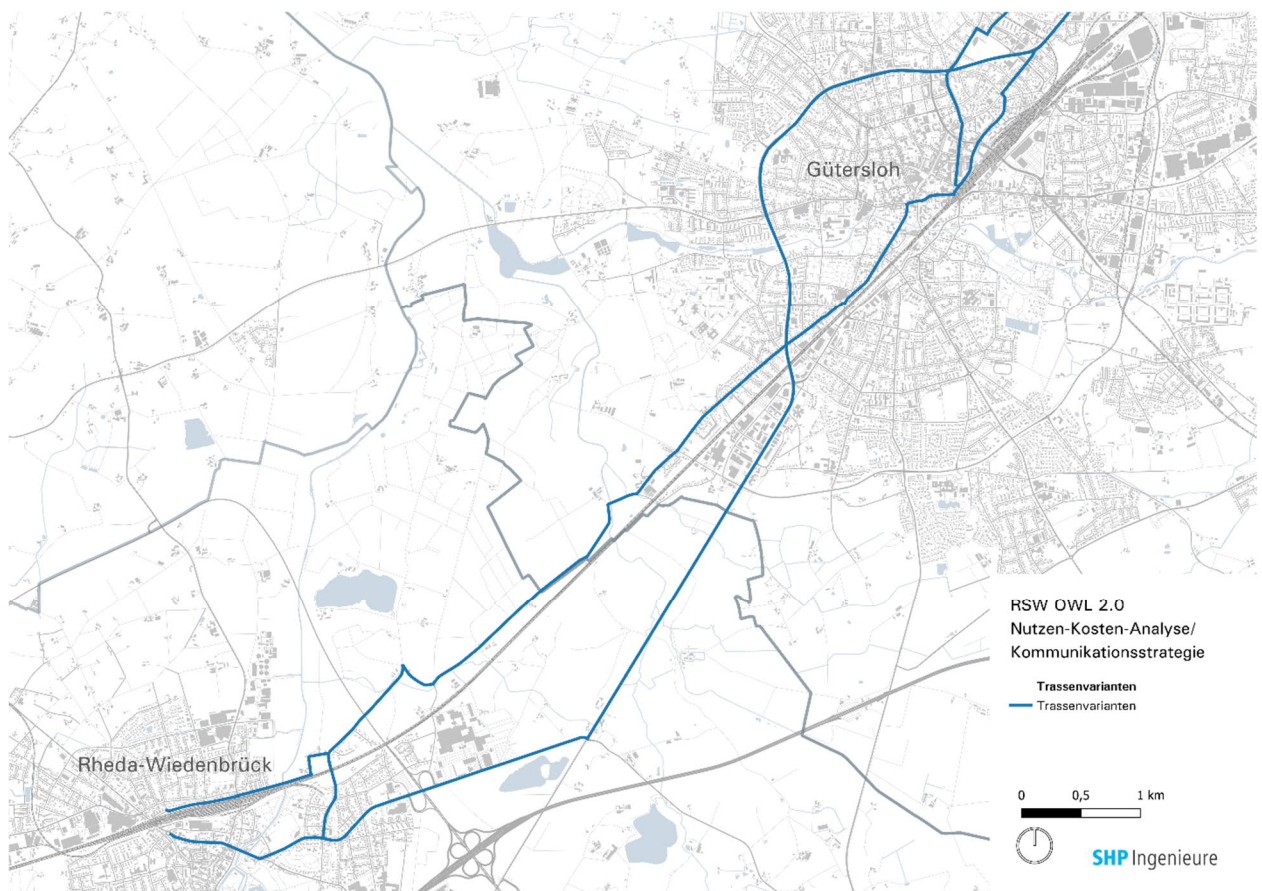 Gütersloh
Rheda-Wiedenbrück
RSW OWL 2.0
Nutzen-Kosten-Analyse/
Kommunikationsstrategie
Trassenvarianten
Trassenvarianten
0 0,5 1 km
SHP Ingenieure